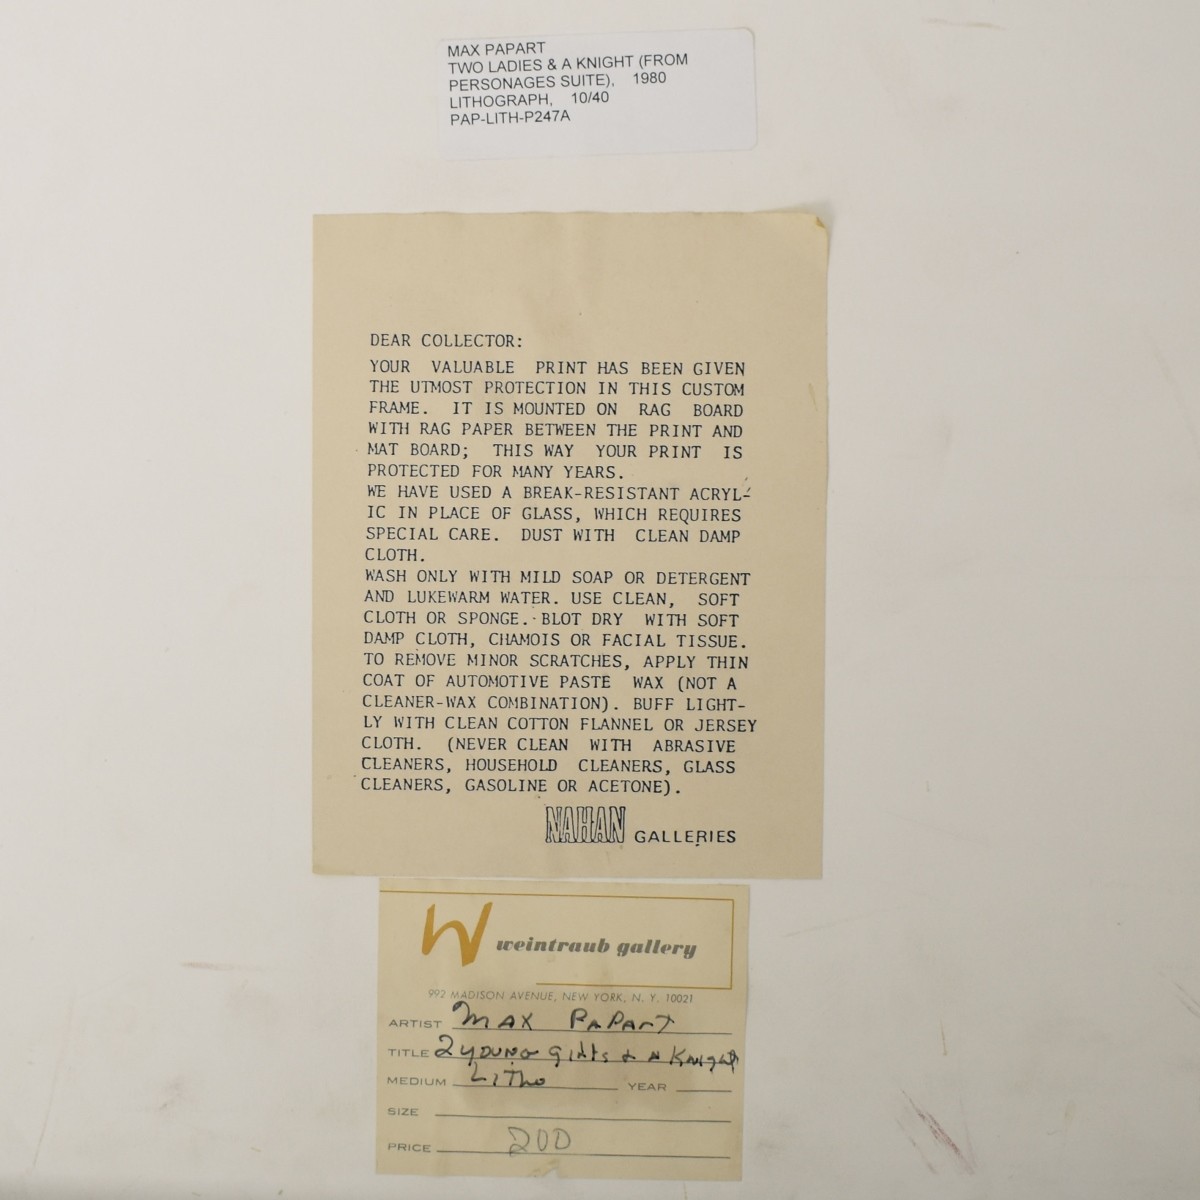 MAX PAPART
TWO LADIES & A KNIGHT (FROM
PERSONAGES SUITE), 1980
LITHOGRAPH, 10/40
PAP-LITH-P247A
DEAR COLLECTOR:
YOUR VALUABLE PRINT HAS BEEN GIVEN
THE UTMOST PROTECTION IN THIS CUSTOM
FRAME. IT IS MOUNTED ON RAG BOARD
WITH RAG PAPER BETWEEN THE PRINT AND
MAT BOARD; THIS WAY YOUR PRINT IS
PROTECTED FOR MANY YEARS.
WE HAVE USED A BREAK-RESISTANT ACRYL-
IC IN PLACE OF GLASS, WHICH REQUIRES
SPECIAL CARE. DUST WITH CLEAN DAMP
CLOTH.
WASH ONLY WITH MILD SOAP OR DETERGENT
AND LUKEWARM WATER. USE CLEAN, SOFT
CLOTH OR SPONGE. BLOT DRY WITH SOFT
DAMP CLOTH, CHAMOIS OR FACIAL TISSUE.
TO REMOVE MINOR SCRATCHES, APPLY THIN
COAT OF AUTOMOTIVE PASTE WAX (NOT A
CLEANER-WAX COMBINATION). BUFF LIGHT-
LY WITH CLEAN COTTON FLANNEL OR JERSEY
CLOTH. (NEVER CLEAN WITH ABRASIVE
CLEANERS, HOUSEHOLD CLEANERS, GLASS
CLEANERS, GASOLINE OR ACETONE).
NAHAN GALLERIES
W weintraub gallery
992 MADISON AVENUE, NEW YORK, N. Y. 10021
ARTIST MAX PAPART
TITLE 2 YOUNG GIRLS & A KNIGHT
MEDIUM LITHO YEAR
SIZE
PRICE 200